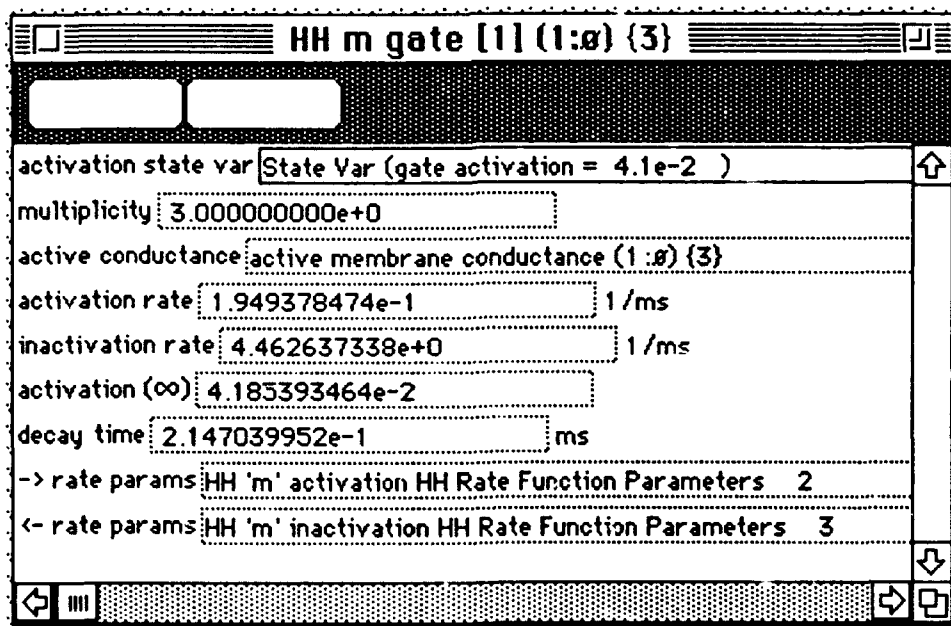 HH m gate [1] (1:ø) {3}
activation state var State Var (gate activation = 4.1e-2 )
multiplicity 3.000000000e+0
active conductance active membrane conductance (1:ø) {3}
activation rate 1.949378474e-1 1/ms
inactivation rate 4.462637338e+0 1/ms
activation (∞) 4.185393464e-2
decay time 2.147039952e-1 ms
-> rate params HH 'm' activation HH Rate Function Parameters 2
<- rate params HH 'm' inactivation HH Rate Function Parameters 3